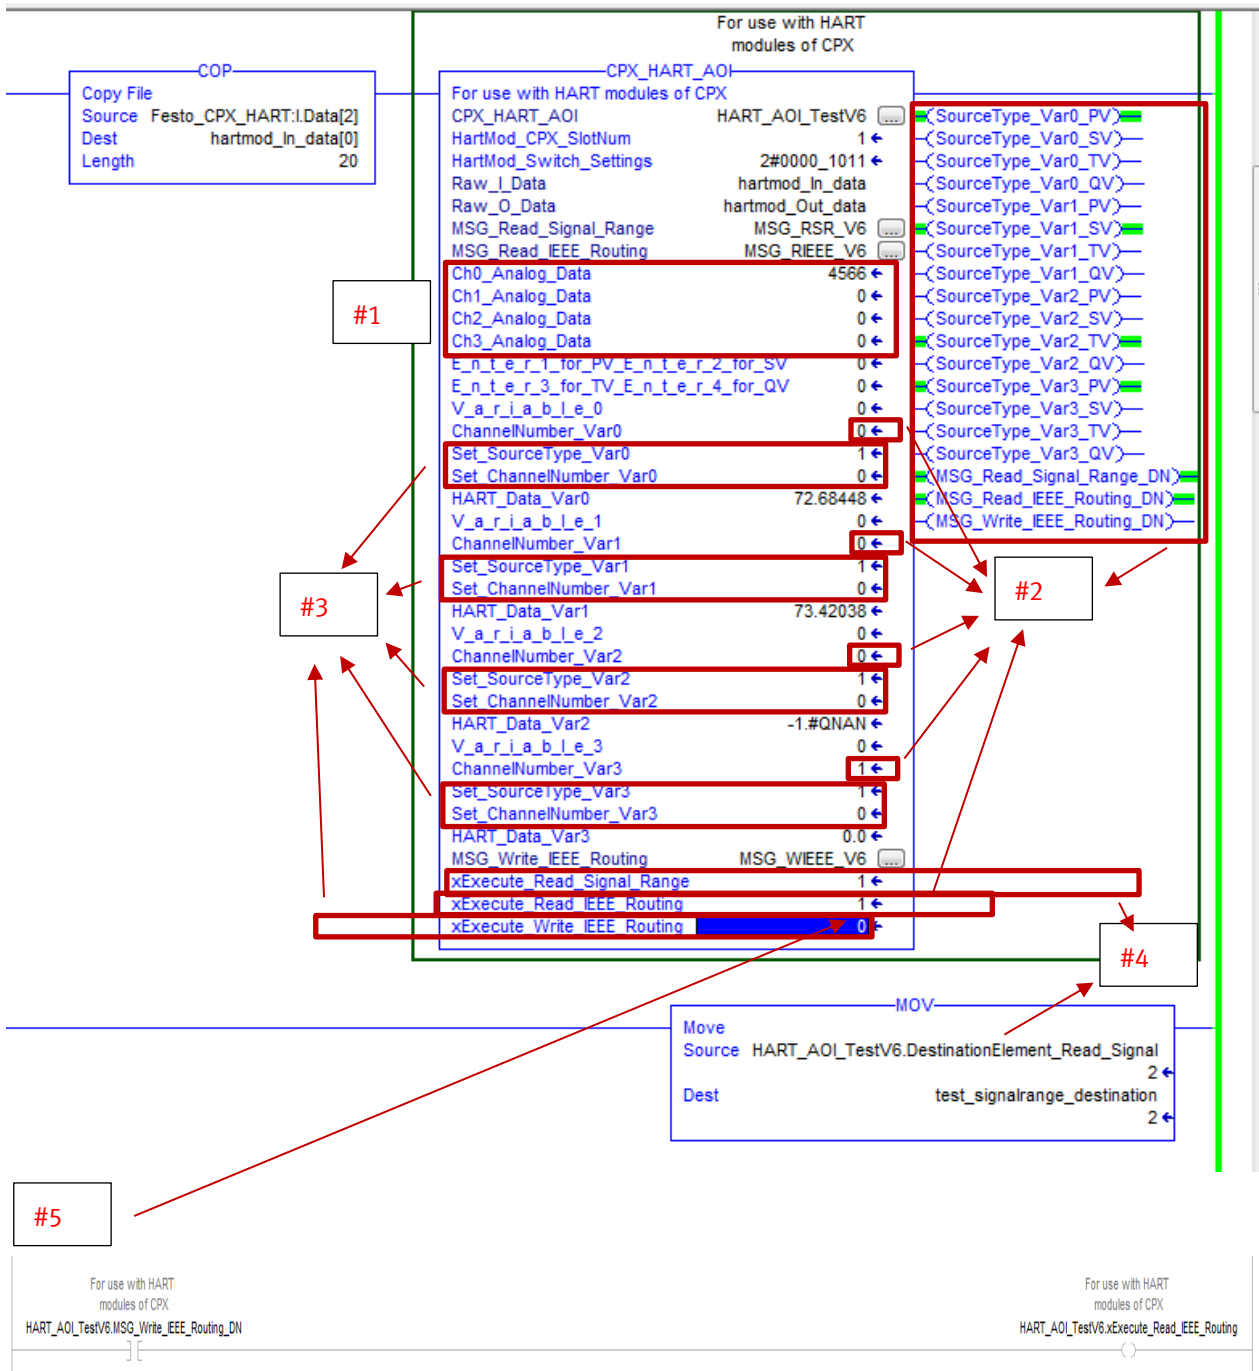 For use with HART
modules of CPX
COP
Copy File
Source Festo_CPX_HART:I.Data[2]
Dest hartmod_In_data[0]
Length 20
CPX_HART_AOI
For use with HART modules of CPX
CPX_HART_AOI HART_AOI_TestV6 ...
HartMod_CPX_SlotNum 1
HartMod_Switch_Settings 2#0000_1011
Raw_I_Data hartmod_In_data
Raw_O_Data hartmod_Out_data
MSG_Read_Signal_Range MSG_RSR_V6 ...
MSG_Read_IEEE_Routing MSG_RIEEE_V6 ...
Ch0_Analog_Data 4566
Ch1_Analog_Data 0
Ch2_Analog_Data 0
Ch3_Analog_Data 0
E_n_t_e_r_1_for_PV_E_n_t_e_r_2_for_SV 0
E_n_t_e_r_3_for_TV_E_n_t_e_r_4_for_QV 0
V_a_r_i_a_b_l_e_0 0
ChannelNumber_Var0 0
Set_SourceType_Var0 1
Set_ChannelNumber_Var0 0
HART_Data_Var0 72.68448
V_a_r_i_a_b_l_e_1 0
ChannelNumber_Var1 0
Set_SourceType_Var1 1
Set_ChannelNumber_Var1 0
HART_Data_Var1 73.42038
V_a_r_i_a_b_l_e_2 0
ChannelNumber_Var2 0
Set_SourceType_Var2 1
Set_ChannelNumber_Var2 0
HART_Data_Var2 -1.#QNAN
V_a_r_i_a_b_l_e_3 0
ChannelNumber_Var3 1
Set_SourceType_Var3 1
Set_ChannelNumber_Var3 0
HART_Data_Var3 0.0
MSG_Write_IEEE_Routing MSG_WIEEE_V6 ...
xExecute_Read_Signal_Range 1
xExecute_Read_IEEE_Routing 1
xExecute_Write_IEEE_Routing 0
SourceType_Var0_PV
SourceType_Var0_SV
SourceType_Var0_TV
SourceType_Var0_QV
SourceType_Var1_PV
SourceType_Var1_SV
SourceType_Var1_TV
SourceType_Var1_QV
SourceType_Var2_PV
SourceType_Var2_SV
SourceType_Var2_TV
SourceType_Var2_QV
SourceType_Var3_PV
SourceType_Var3_SV
SourceType_Var3_TV
SourceType_Var3_QV
MSG_Read_Signal_Range_DN
MSG_Read_IEEE_Routing_DN
MSG_Write_IEEE_Routing_DN
#1
#2
#3
#4
MOV
Move
Source HART_AOI_TestV6.DestinationElement_Read_Signal
2
Dest test_signalrange_destination
2
#5
For use with HART
modules of CPX
HART_AOI_TestV6.MSG_Write_IEEE_Routing_DN
For use with HART
modules of CPX
HART_AOI_TestV6.xExecute_Read_IEEE_Routing